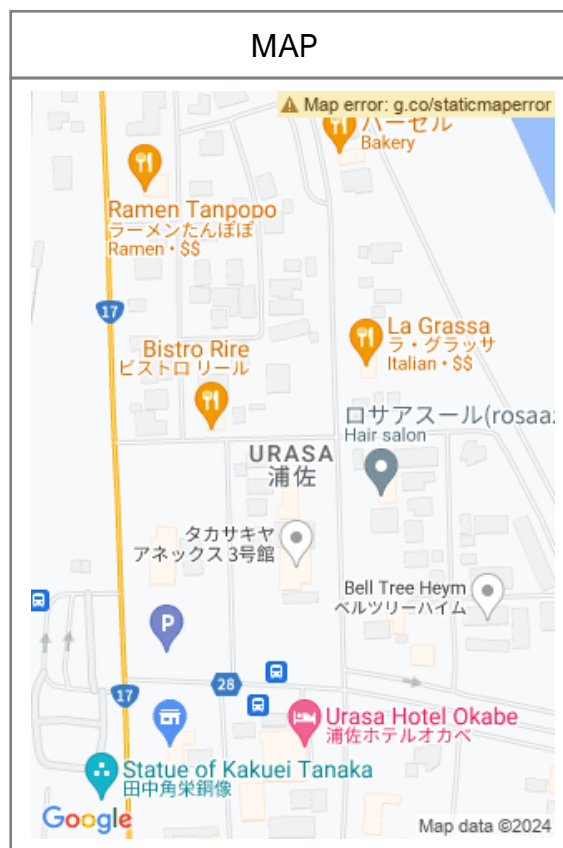 MAP
Map error: g.co/staticmaperror
パーセル
Bakery
Ramen Tanpopo
ラーメンたんぽぽ
Ramen・$$
17
La Grassa
ラ・グラッサ
Italian・$$
Bistro Rire
ビストロ リール
ロサアスール(rosaaz
Hair salon
URASA
浦佐
タカサキヤ
アネックス 3号館
Bell Tree Heym
ベルツリーハイム
P
28
17
Urasa Hotel Okabe
浦佐ホテルオカベ
Statue of Kakuei Tanaka
田中角栄銅像
Google
Map data ©2024